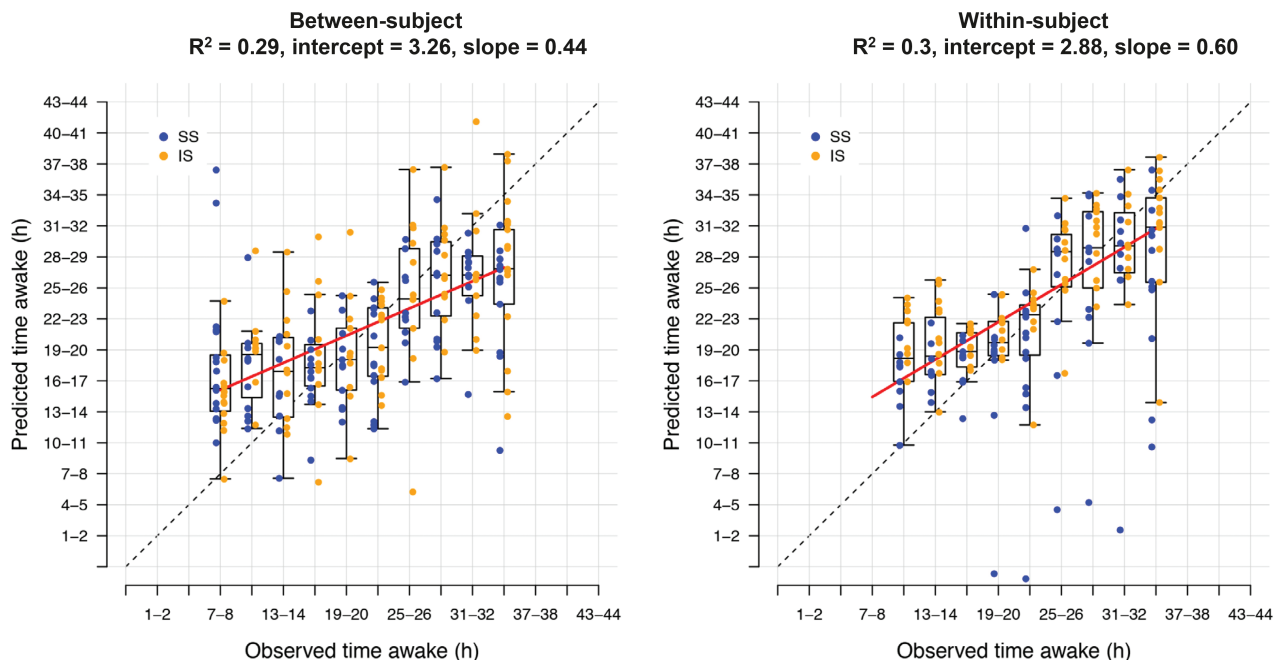 Between-subject
R² = 0.29, intercept = 3.26, slope = 0.44
Predicted time awake (h)
43–44
40–41
37–38
34–35
31–32
28–29
25–26
22–23
19–20
16–17
13–14
10–11
7–8
4–5
1–2
SS
IS
1–2 7–8 13–14 19–20 25–26 31–32 37–38 43–44
Observed time awake (h)
Within-subject
R² = 0.3, intercept = 2.88, slope = 0.60
Predicted time awake (h)
43–44
40–41
37–38
34–35
31–32
28–29
25–26
22–23
19–20
16–17
13–14
10–11
7–8
4–5
1–2
SS
IS
1–2 7–8 13–14 19–20 25–26 31–32 37–38 43–44
Observed time awake (h)